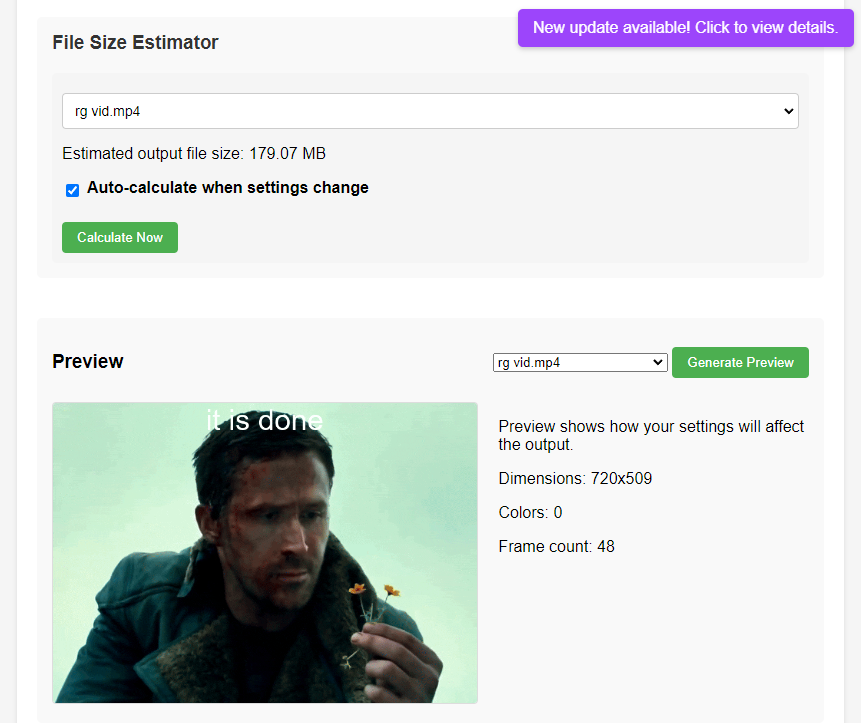 New update available! Click to view details.
File Size Estimator
rg vid.mp4
Estimated output file size: 179.07 MB
Auto-calculate when settings change
Calculate Now
Preview
rg vid.mp4
Generate Preview
it is done
Preview shows how your settings will affect
the output.
Dimensions: 720x509
Colors: 0
Frame count: 48